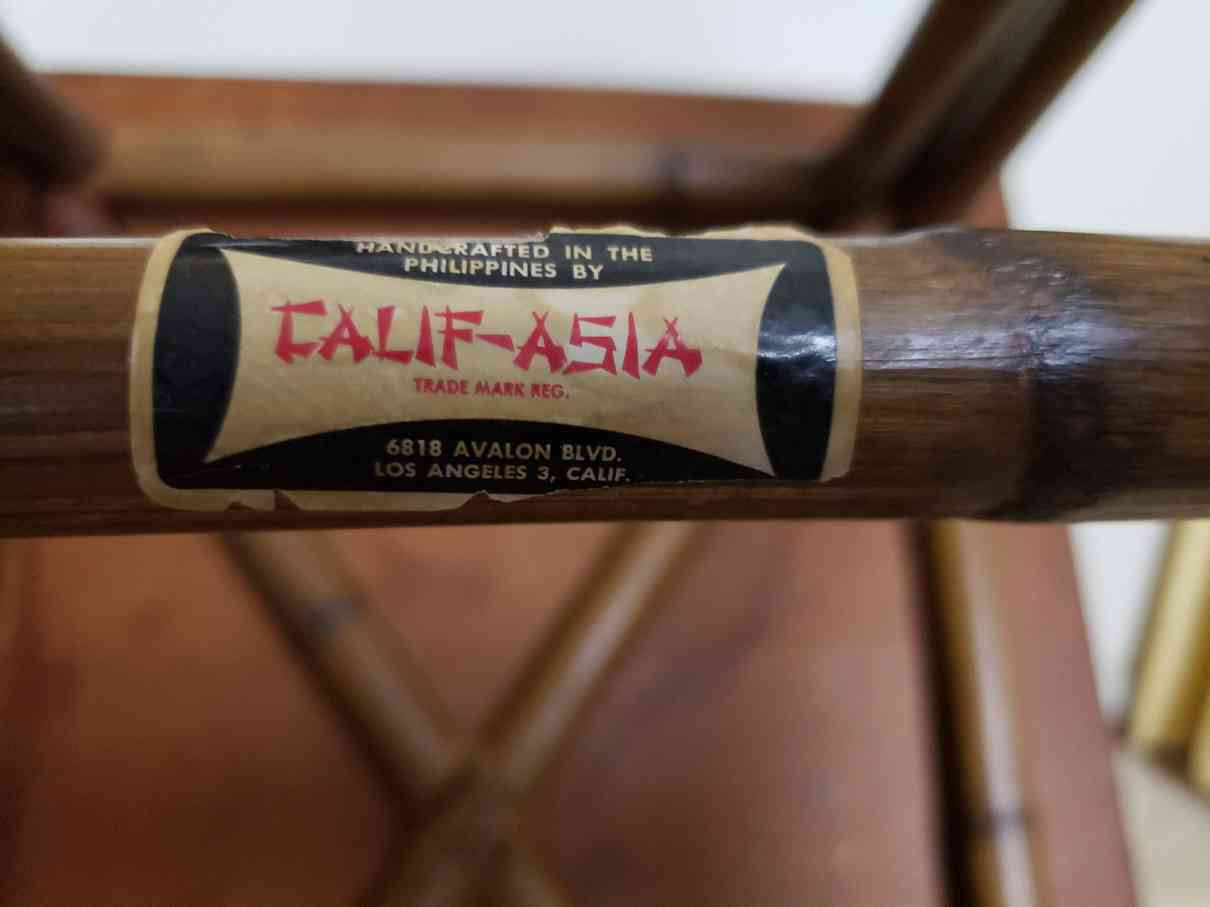 HANDCRAFTED IN THE
PHILIPPINES BY
CALIF-ASIA
TRADE MARK REG.
6818 AVALON BLVD.
LOS ANGELES 3, CALIF.